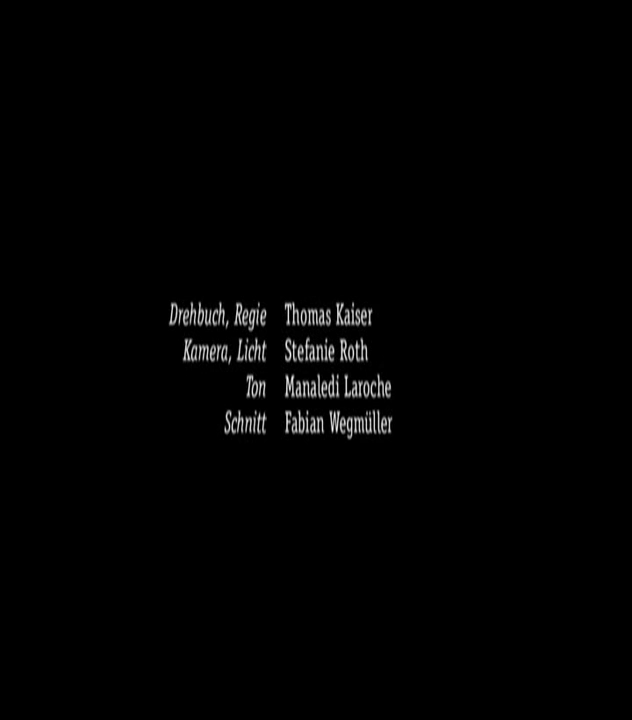 Drehbuch, Regie Thomas Kaiser
Kamera, Licht Stefanie Roth
Ton Manaledi Laroche
Schnitt Fabian Wegmüller